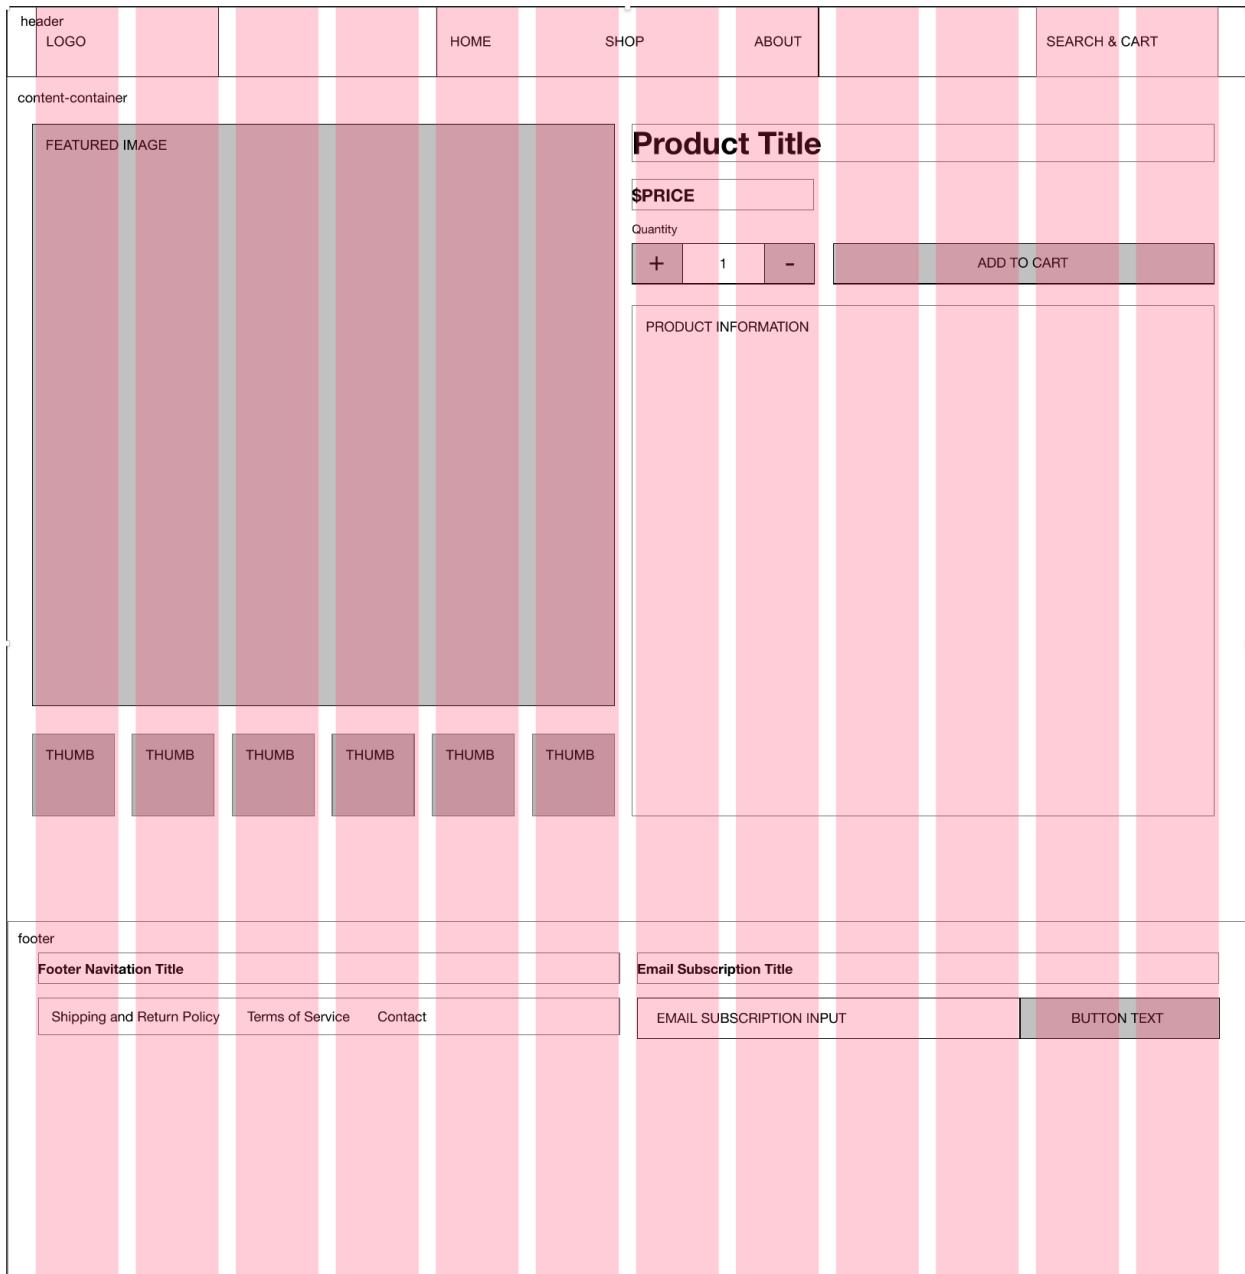 header
LOGO
HOME
SHOP
ABOUT
SEARCH & CART
content-container
FEATURED IMAGE
Product Title
$PRICE
Quantity
+ 1 -
ADD TO CART
PRODUCT INFORMATION
THUMB
THUMB
THUMB
THUMB
THUMB
THUMB
footer
Footer Navitation Title
Shipping and Return Policy
Terms of Service
Contact
Email Subscription Title
EMAIL SUBSCRIPTION INPUT
BUTTON TEXT